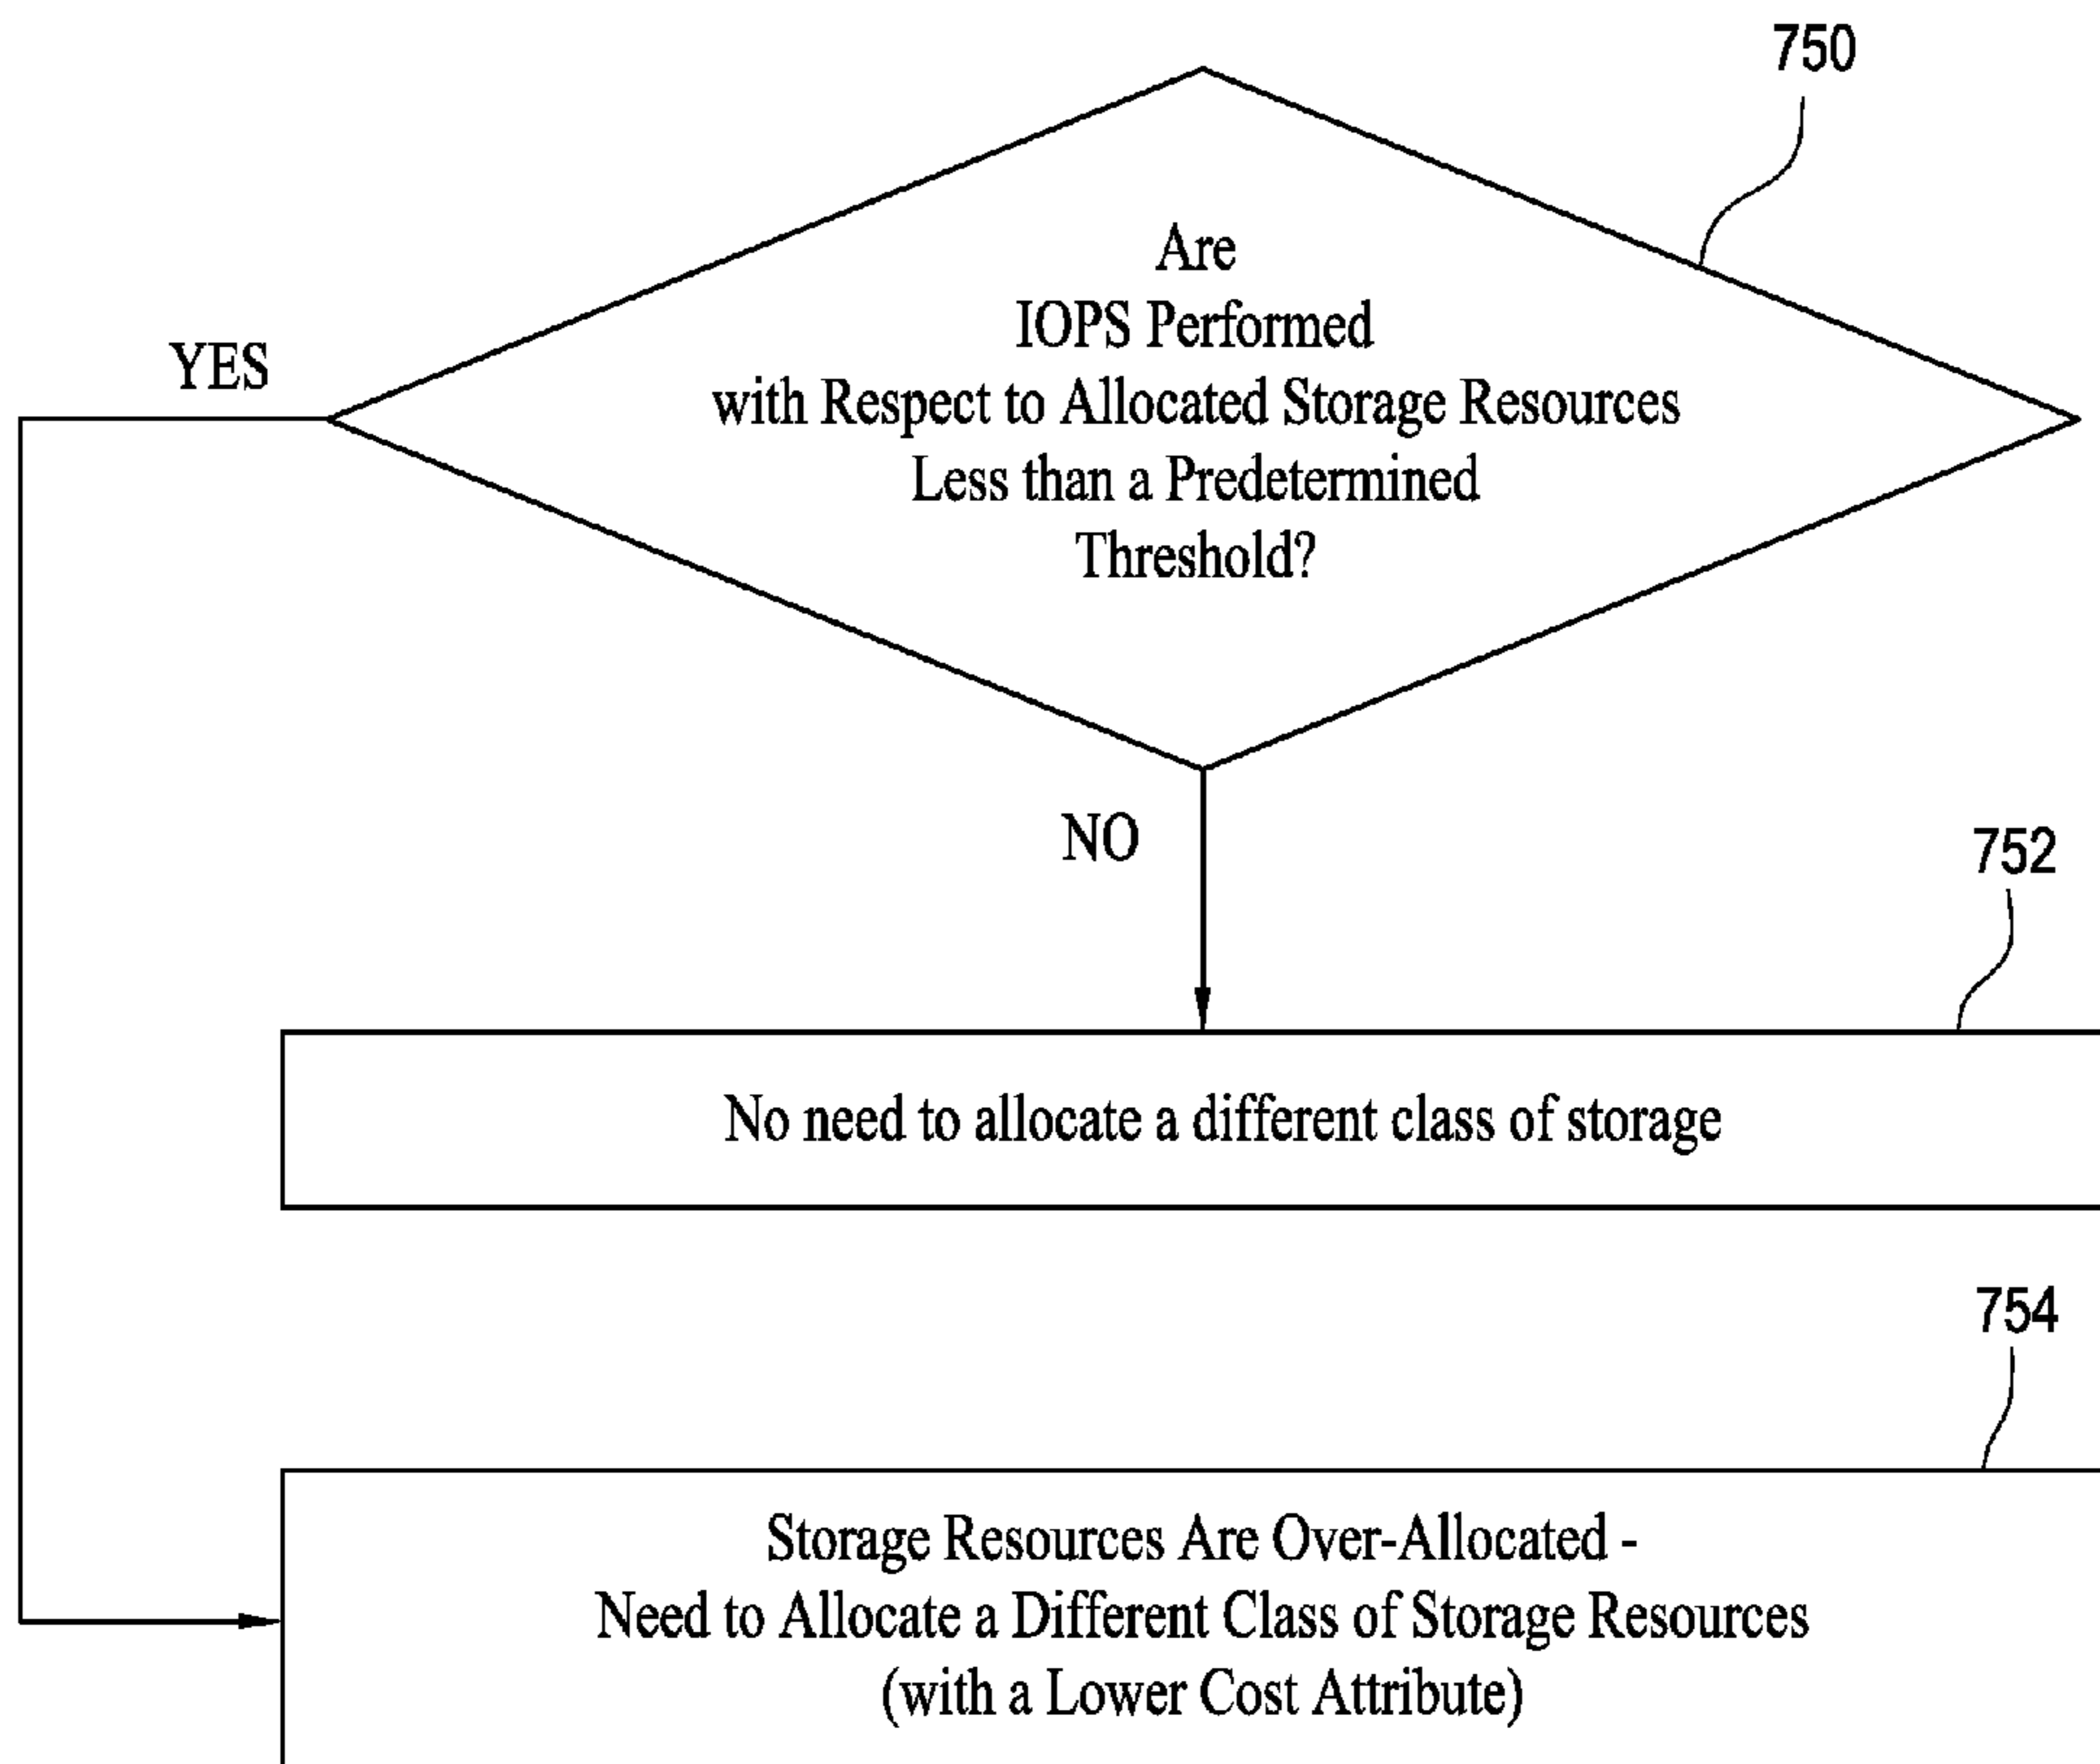 750
Are
IOPS Performed
with Respect to Allocated Storage Resources
Less than a Predetermined
Threshold?
YES
NO
752
No need to allocate a different class of storage
754
Storage Resources Are Over-Allocated -
Need to Allocate a Different Class of Storage Resources
(with a Lower Cost Attribute)